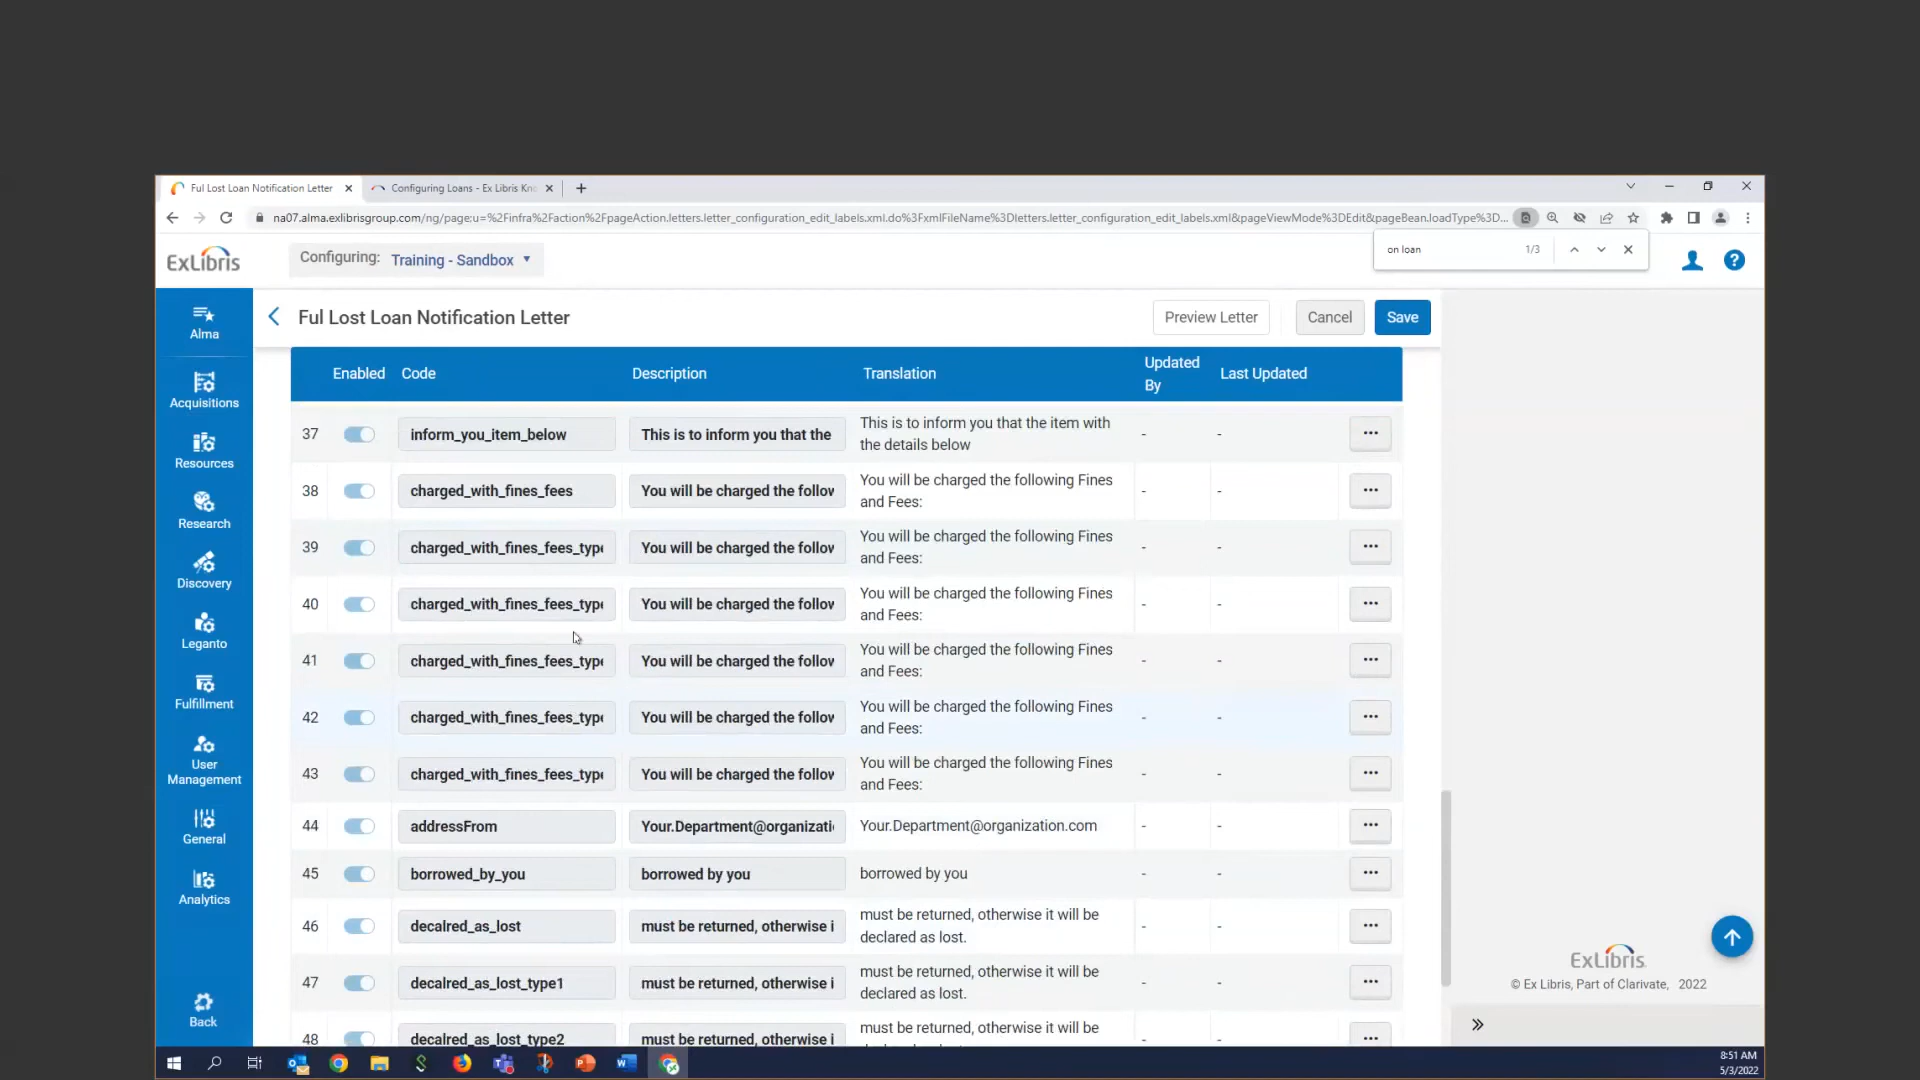 Ful Lost Loan Notification Letter
Configuring Loans - Ex Libris Kn
na07.alma.exlibrisgroup.com/ng/page;u=%2Finfra%2Faction%2FpageAction.letters.letter_configuration_edit_labels.xml.do%3FxmlFileName%3Dletters.letter_configuration_edit_labels.xml&pageViewMode%3DEdit&pageBean.loadType%3D...
on loan 1/3
ExLibris
Configuring: Training - Sandbox
?
Alma
Ful Lost Loan Notification Letter
Preview Letter
Cancel
Save
Enabled Code Description Translation Updated By Last Updated
37 inform_you_item_below This is to inform you that the This is to inform you that the item with the details below - -
38 charged_with_fines_fees You will be charged the follow You will be charged the following Fines and Fees: - -
39 charged_with_fines_fees_type You will be charged the follow You will be charged the following Fines and Fees: - -
40 charged_with_fines_fees_type You will be charged the follow You will be charged the following Fines and Fees: - -
41 charged_with_fines_fees_type You will be charged the follow You will be charged the following Fines and Fees: - -
42 charged_with_fines_fees_type You will be charged the follow You will be charged the following Fines and Fees: - -
43 charged_with_fines_fees_type You will be charged the follow You will be charged the following Fines and Fees: - -
44 addressFrom Your.Department@organizati Your.Department@organization.com - -
45 borrowed_by_you borrowed by you borrowed by you - -
46 decalred_as_lost must be returned, otherwise i must be returned, otherwise it will be declared as lost. - -
47 decalred_as_lost_type1 must be returned, otherwise i must be returned, otherwise it will be declared as lost. - -
48 decalred_as_lost_type2 must be returned, otherwise i must be returned, otherwise it will be
Acquisitions
Resources
Research
Discovery
Leganto
Fulfillment
User
Management
General
Analytics
Back
ExLibris
© Ex Libris, Part of Clarivate, 2022
8:51 AM
5/3/2022